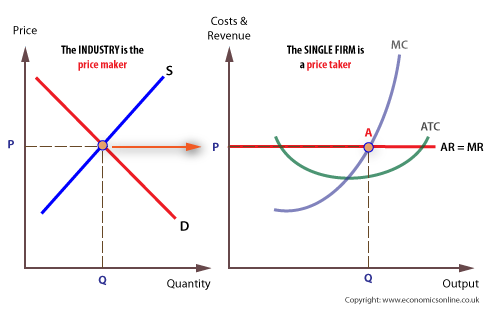 Price
The INDUSTRY is the
price maker
S
P
D
Q
Quantity
Costs &
Revenue
The SINGLE FIRM is
a price taker
MC
ATC
A
P
AR = MR
Q
Output
Copyright: www.economicsonline.co.uk